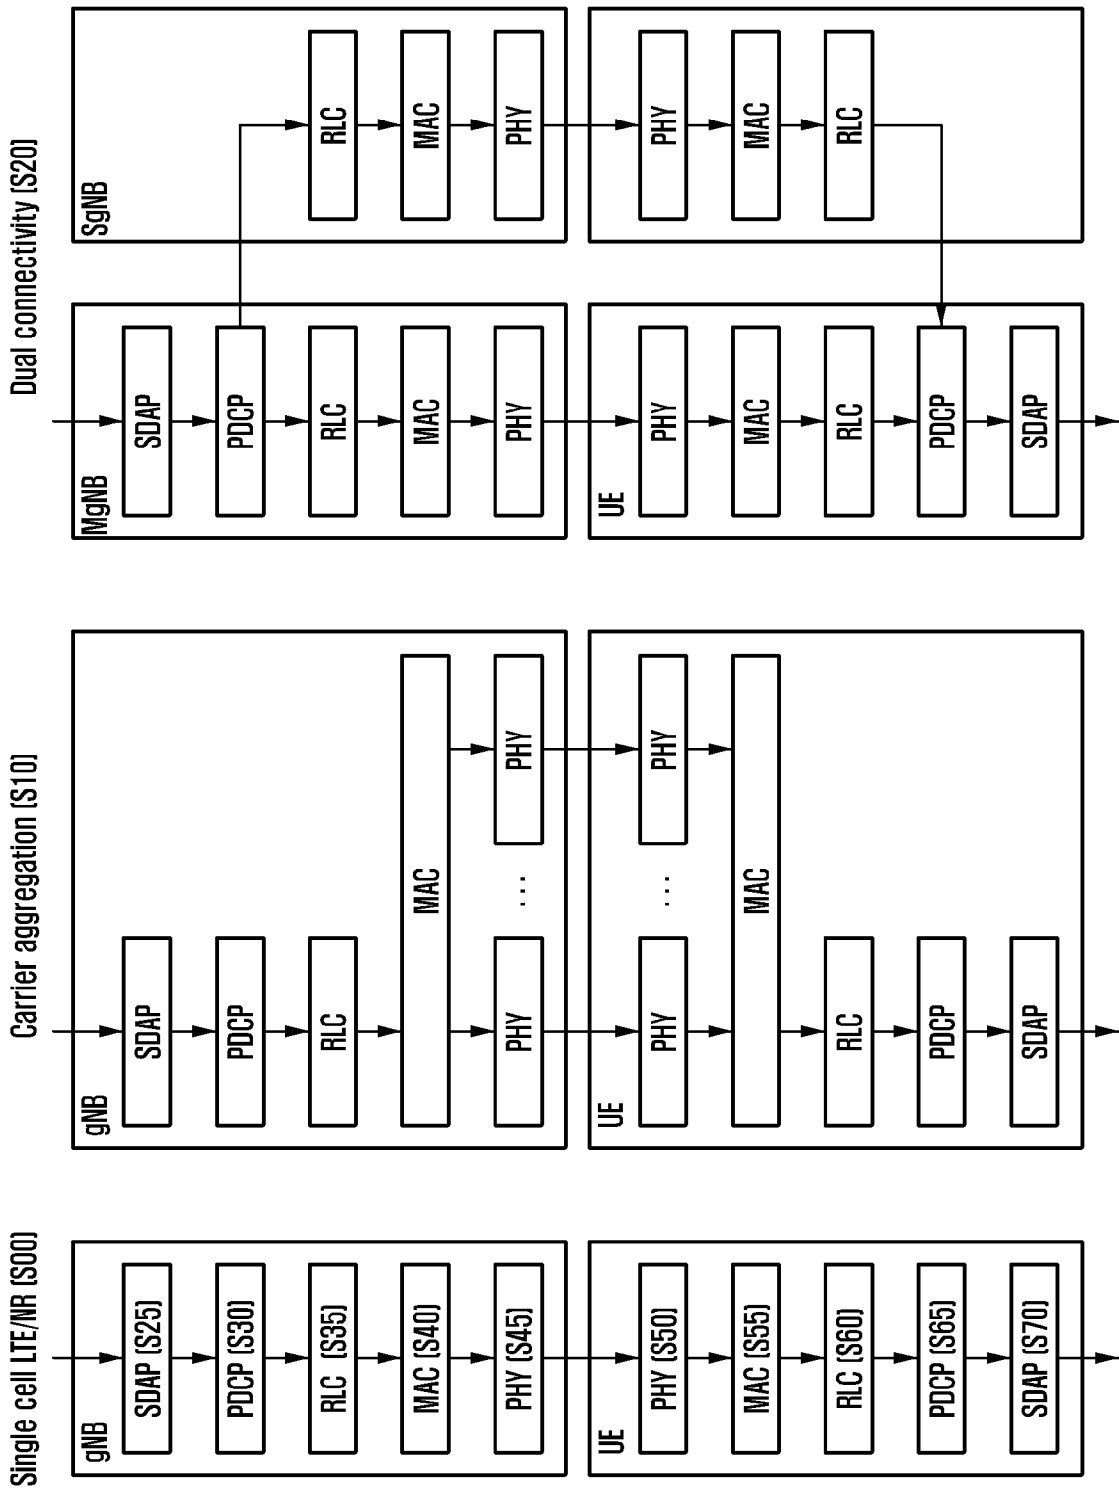 Single cell LTE/NR (S00)
gNB
SDAP (S25)
PDCP (S30)
RLC (S35)
MAC (S40)
PHY (S45)
UE
PHY (S50)
MAC (S55)
RLC (S60)
PDCP (S65)
SDAP (S70)
Carrier aggregation (S10)
gNB
SDAP
PDCP
RLC
MAC
PHY
...
PHY
UE
PHY
...
PHY
MAC
RLC
PDCP
SDAP
Dual connectivity (S20)
MgNB
SDAP
PDCP
RLC
MAC
PHY
SgNB
RLC
MAC
PHY
UE
PHY
MAC
RLC
PDCP
SDAP
PHY
MAC
RLC